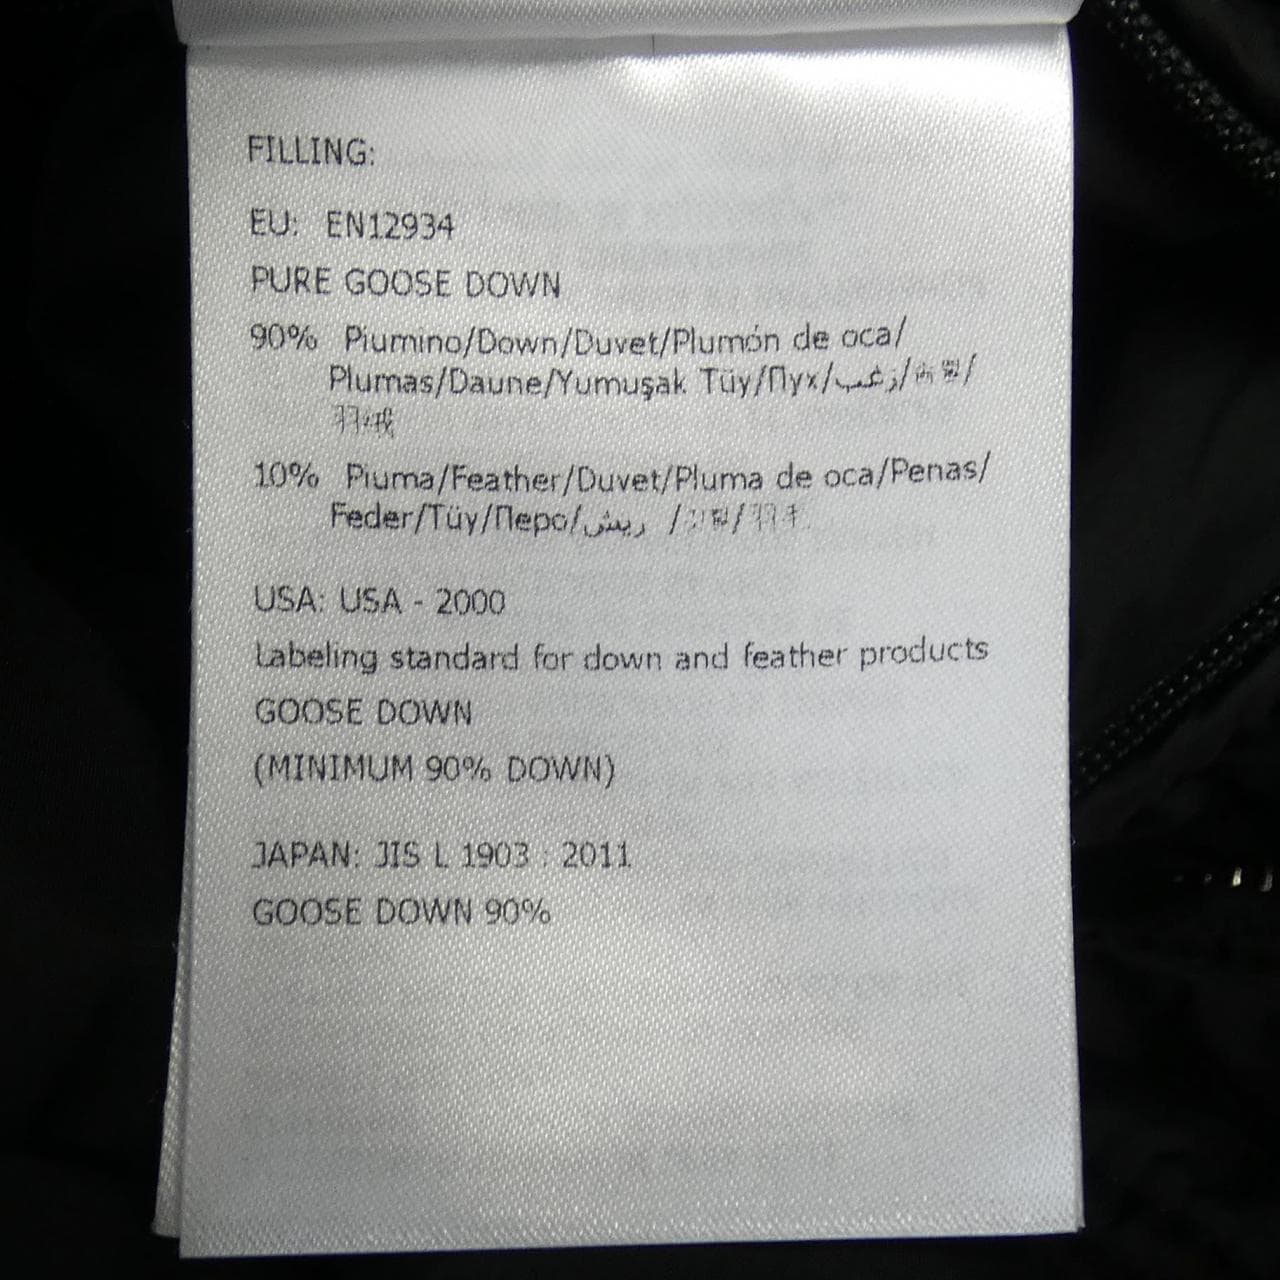 FILLING:
EU: EN12934
PURE GOOSE DOWN
90% Piumino/Down/Duvet/Plumón de oca/
Plumas/Daune/Yumuşak Tüy/Пух/زغب/
羽绒
10% Piuma/Feather/Duvet/Pluma de oca/Penas/
Feder/Tüy/Перо/ريش /
USA: USA - 2000
Labeling standard for down and feather products
GOOSE DOWN
(MINIMUM 90% DOWN)
JAPAN: JIS L 1903 : 2011
GOOSE DOWN 90%